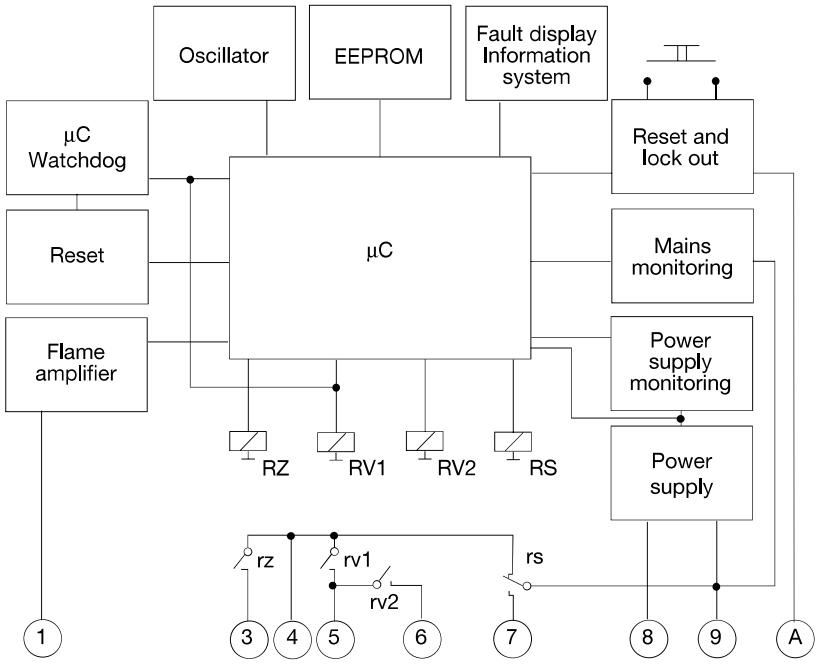 Oscillator
EEPROM
Fault display
Information
system
μC
Watchdog
Reset and
lock out
Reset
μC
Mains
monitoring
Flame
amplifier
Power
supply
monitoring
RZ
RV1
RV2
RS
Power
supply
rz
rv1
rv2
rs
1
3
4
5
6
7
8
9
A